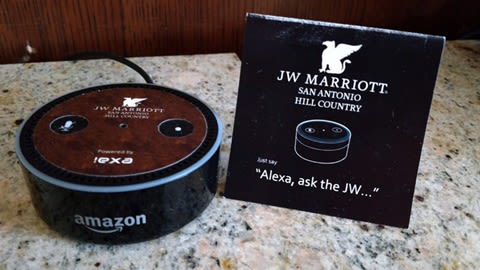 JW MARRIOTT
SAN ANTONIO
HILL COUNTRY
Powered by
exa!
amazon
JW MARRIOTT®
SAN ANTONIO
HILL COUNTRY
Just say
“Alexa, ask the JW...”